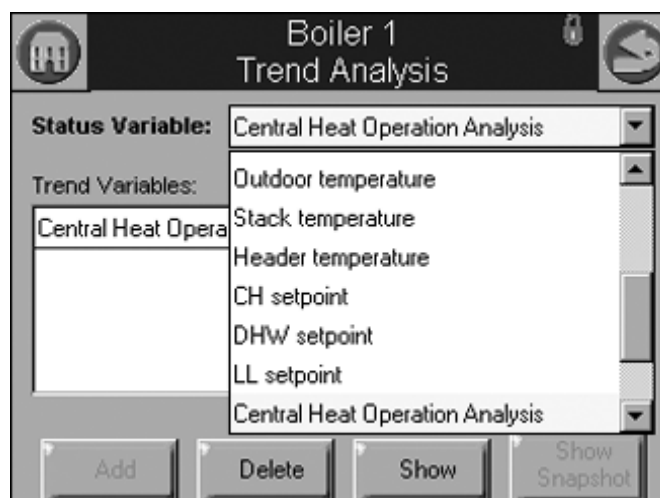 Boiler 1
Trend Analysis
Status Variable: Central Heat Operation Analysis
Trend Variables:
Central Heat Opera
Outdoor temperature
Stack temperature
Header temperature
CH setpoint
DHW setpoint
LL setpoint
Central Heat Operation Analysis
Add Delete Show Show Snapshot